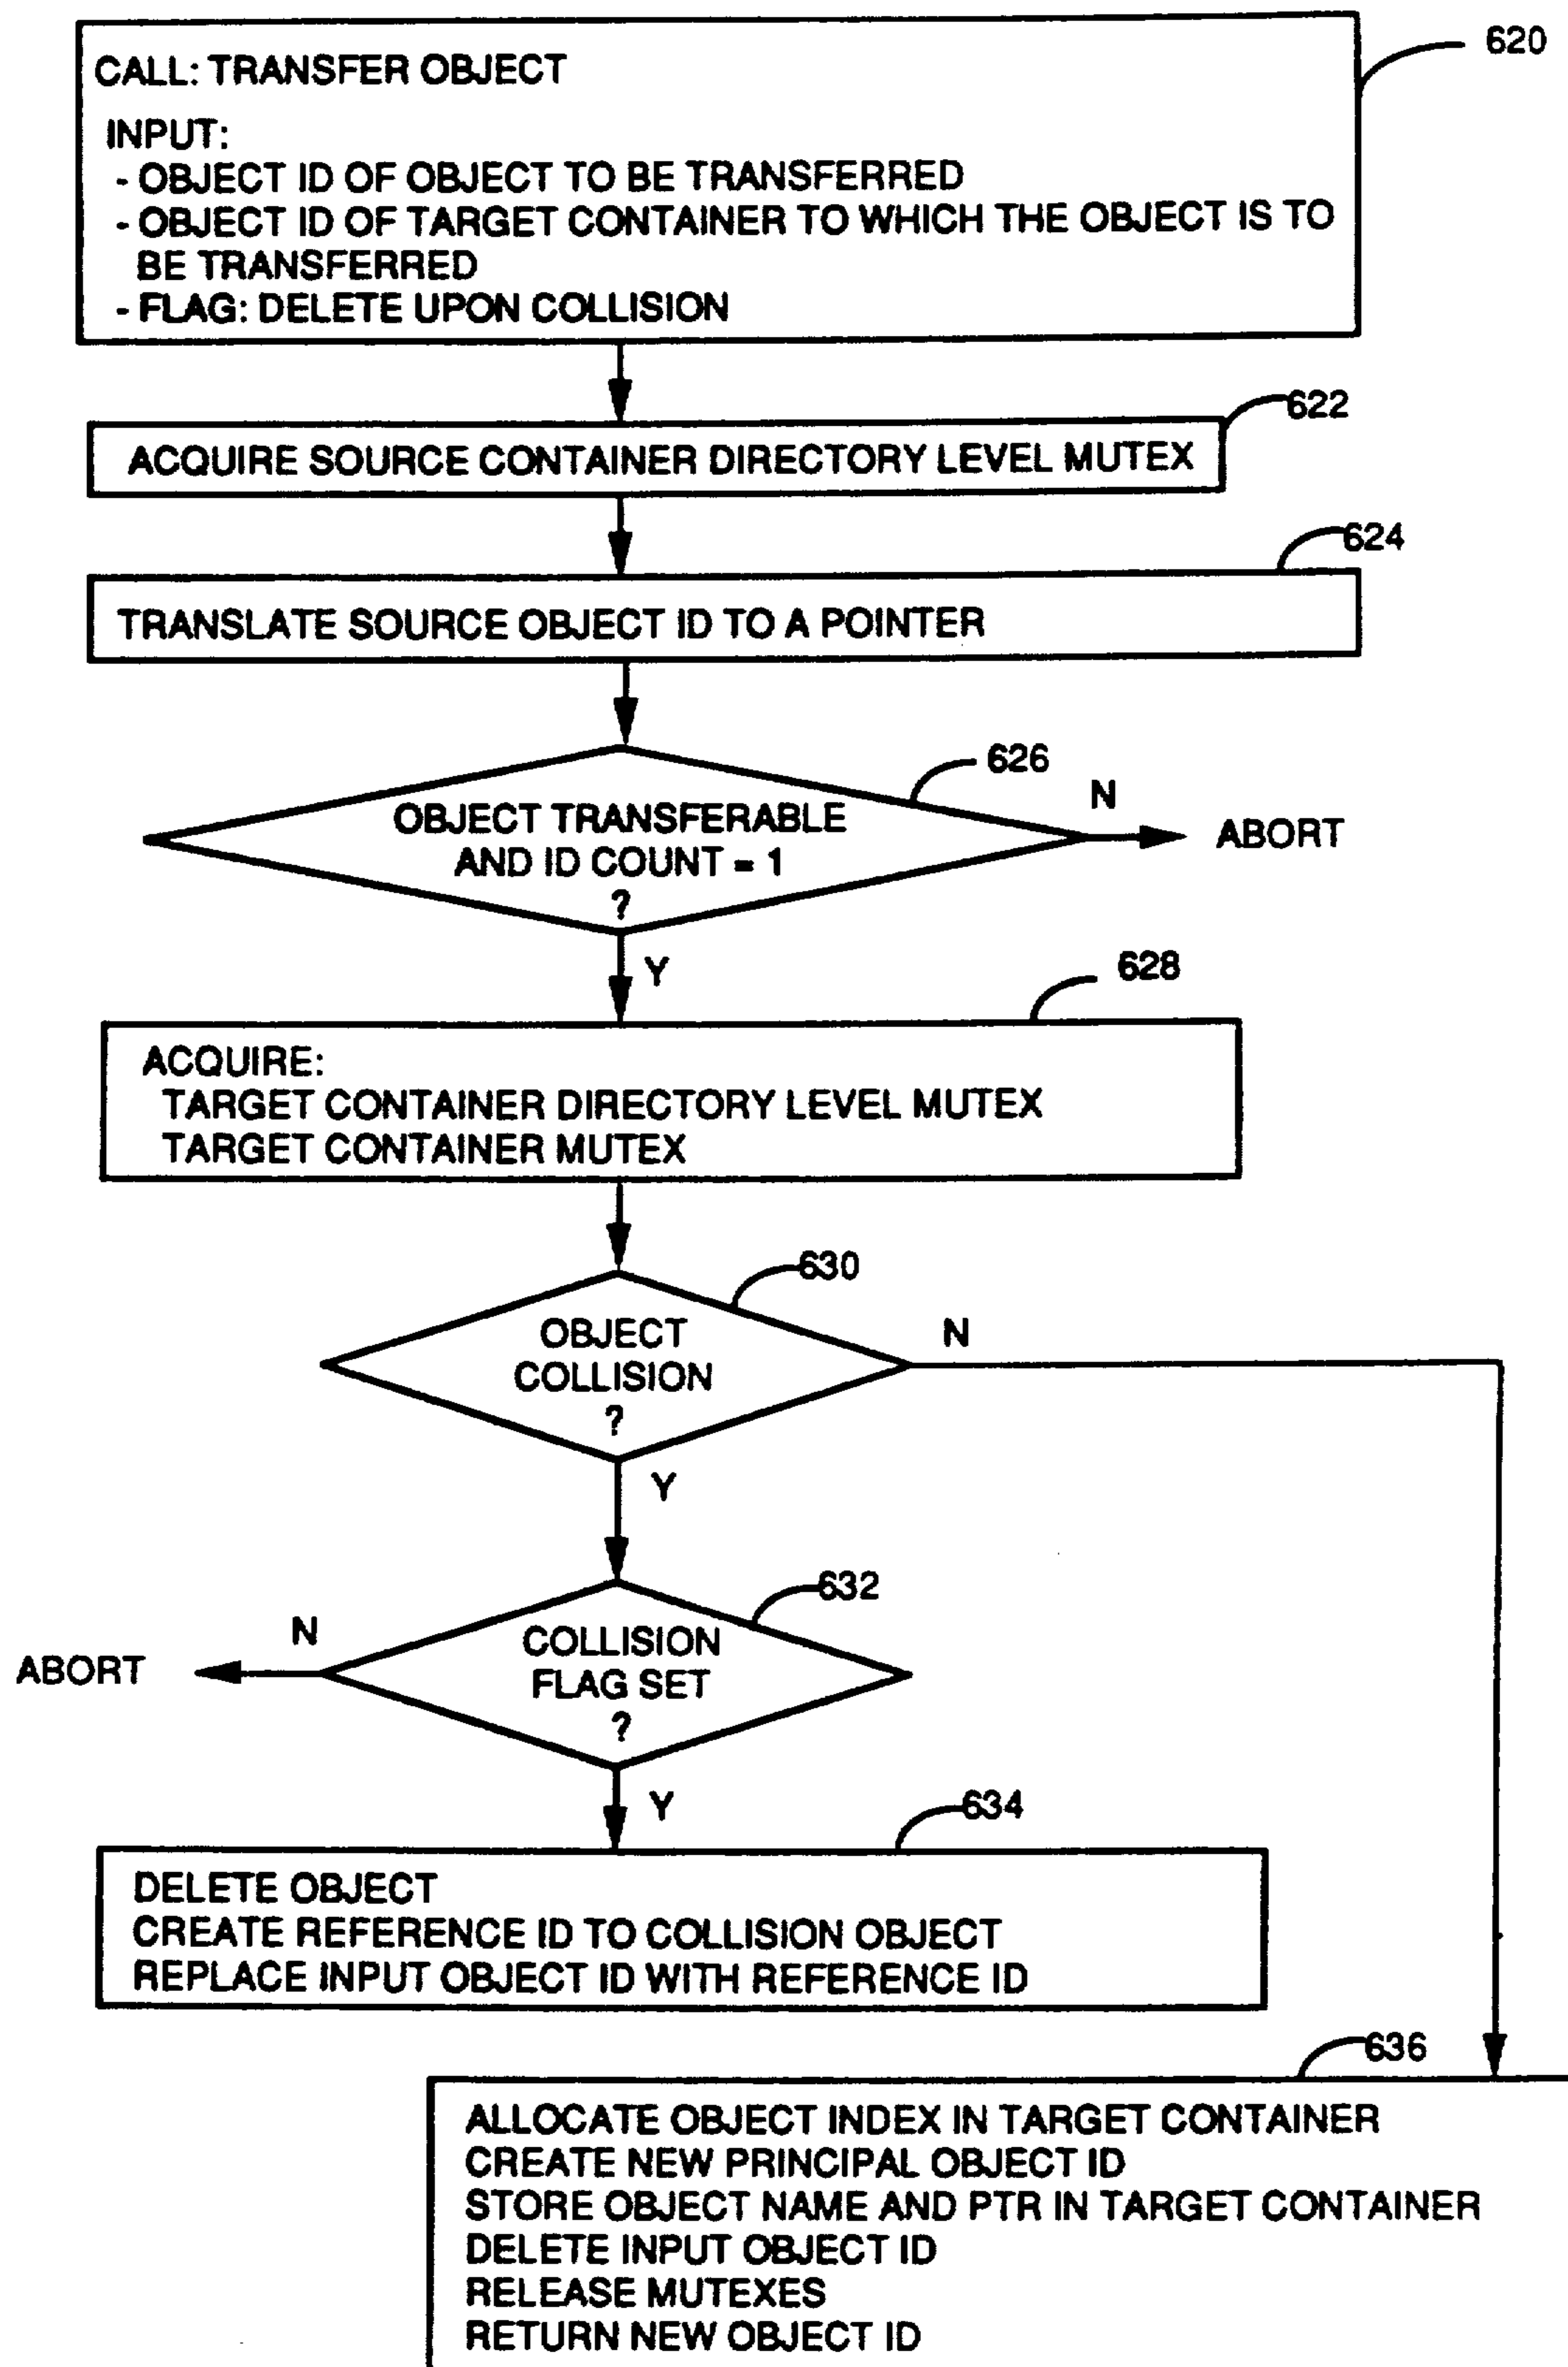 620
CALL: TRANSFER OBJECT
INPUT:
- OBJECT ID OF OBJECT TO BE TRANSFERRED
- OBJECT ID OF TARGET CONTAINER TO WHICH THE OBJECT IS TO
BE TRANSFERRED
- FLAG: DELETE UPON COLLISION
622
ACQUIRE SOURCE CONTAINER DIRECTORY LEVEL MUTEX
624
TRANSLATE SOURCE OBJECT ID TO A POINTER
626
OBJECT TRANSFERABLE
AND ID COUNT = 1
?
N
ABORT
Y
628
ACQUIRE:
TARGET CONTAINER DIRECTORY LEVEL MUTEX
TARGET CONTAINER MUTEX
630
OBJECT
COLLISION
?
N
Y
632
COLLISION
FLAG SET
?
N
ABORT
Y
634
DELETE OBJECT
CREATE REFERENCE ID TO COLLISION OBJECT
REPLACE INPUT OBJECT ID WITH REFERENCE ID
636
ALLOCATE OBJECT INDEX IN TARGET CONTAINER
CREATE NEW PRINCIPAL OBJECT ID
STORE OBJECT NAME AND PTR IN TARGET CONTAINER
DELETE INPUT OBJECT ID
RELEASE MUTEXES
RETURN NEW OBJECT ID